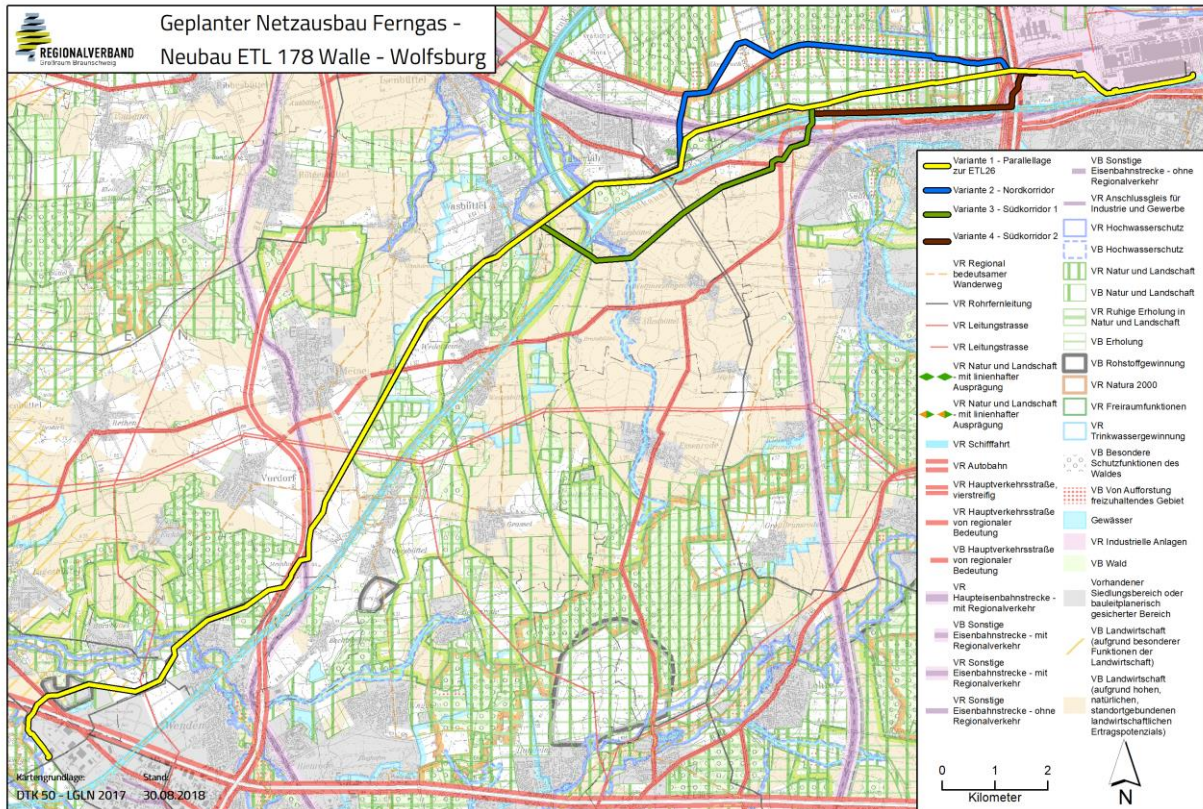 REGIONALVERBAND
Großraum Braunschweig
Geplanter Netzausbau Ferngas -
Neubau ETL 178 Walle - Wolfsburg
Wasbüttel
Meine
Vordorf
Wenden
Rethen
Grassel
Eickhorst
Kartengrundlage:
DTK 50 - LGLN 2017
Stand:
30.08.2018
Variante 1 - Parallellage
zur ETL26
Variante 2 - Nordkorridor
Variante 3 - Südkorridor 1
Variante 4 - Südkorridor 2
VR Regional
bedeutsamer
Wanderweg
VR Rohrfernleitung
VR Leitungstrasse
VR Leitungstrasse
VR Natur und Landschaft
- mit linienhafter
Ausprägung
VR Natur und Landschaft
- mit linienhafter
Ausprägung
VR Schifffahrt
VR Autobahn
VR Hauptverkehrsstraße,
vierstreifig
VR Hauptverkehrsstraße
von regionaler
Bedeutung
VB Hauptverkehrsstraße
von regionaler
Bedeutung
VR
Haupteisenbahnstrecke -
mit Regionalverkehr
VB Sonstige
Eisenbahnstrecke - mit
Regionalverkehr
VR Sonstige
Eisenbahnstrecke - mit
Regionalverkehr
VR Sonstige
Eisenbahnstrecke - ohne
Regionalverkehr
VB Sonstige
Eisenbahnstrecke - ohne
Regionalverkehr
VR Anschlussgleis für
Industrie und Gewerbe
VR Hochwasserschutz
VB Hochwasserschutz
VR Natur und Landschaft
VB Natur und Landschaft
VR Ruhige Erholung in
Natur und Landschaft
VB Erholung
VB Rohstoffgewinnung
VR Natura 2000
VR Freiraumfunktionen
VR
Trinkwassergewinnung
VB Besondere
Schutzfunktionen des
Waldes
VB Von Aufforstung
freizuhaltendes Gebiet
Gewässer
VR Industrielle Anlagen
VB Wald
Vorhandener
Siedlungsbereich oder
bauleitplanerisch
gesicherter Bereich
VB Landwirtschaft
(aufgrund besonderer
Funktionen der
Landwirtschaft)
VB Landwirtschaft
(aufgrund hohen,
natürlichen,
standortgebundenen
landwirtschaftlichen
Ertragspotenzials)
0 1 2
Kilometer
N